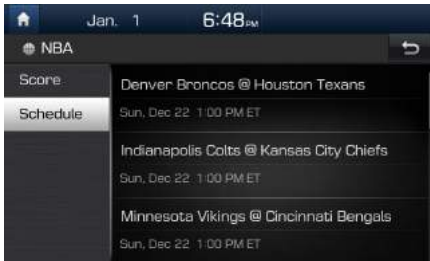 Jan. 1 6:48 PM
NBA
Score
Schedule
Denver Broncos @ Houston Texans
Sun, Dec 22 1:00 PM ET
Indianapolis Colts @ Kansas City Chiefs
Sun, Dec 22 1:00 PM ET
Minnesota Vikings @ Cincinnati Bengals
Sun, Dec 22 1:00 PM ET